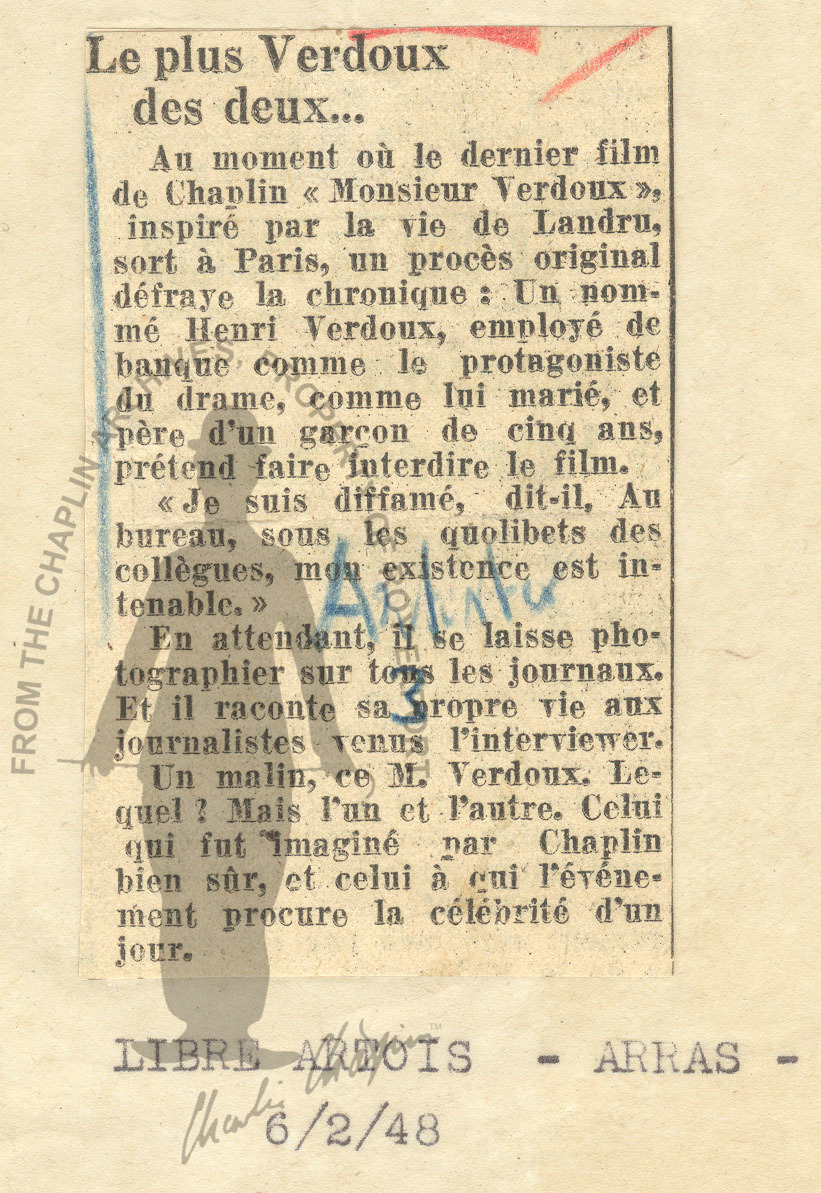 Le plus Verdoux
des deux...
Au moment où le dernier film
de Chaplin « Monsieur Verdoux »,
inspiré par la vie de Landru,
sort à Paris, un procès original
défraye la chronique : Un nom-
mé Henri Verdoux, employé de
banque comme le protagoniste
du drame, comme lui marié, et
père d'un garçon de cinq ans,
prétend faire interdire le film.
« Je suis diffamé, dit-il. Au
bureau, sous les quolibets des
collègues, mon existence est in-
tenable. »
En attendant, il se laisse pho-
tographier sur tous les journaux.
Et il raconte sa propre vie aux
journalistes venus l'interviewer.
Un malin, ce M. Verdoux. Le-
quel ? Mais l'un et l'autre. Celui
qui fut imaginé par Chaplin
bien sûr, et celui à qui l'événe-
ment procure la célébrité d'un
jour.
3
LIBRE ARTOIS - ARRAS -
6/2/48
FROM THE CHAPLIN ARCHIVES, PROPERTY OF ROY EXPORT
Charlie Chaplin